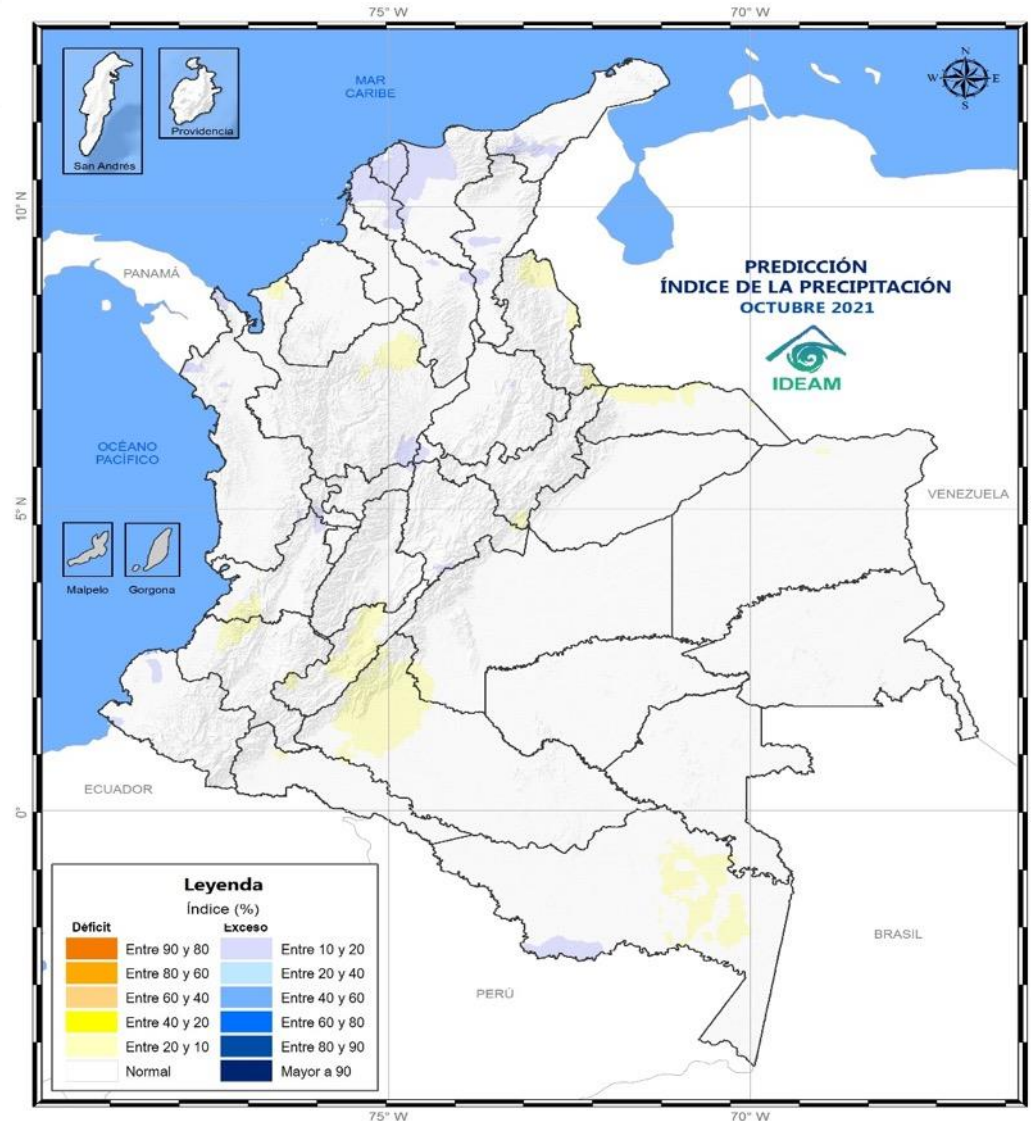 75° W
70° W
MAR
CARIBE
N
W
E
S
San Andrés
Providencia
10° N
PANAMÁ
PREDICCIÓN
ÍNDICE DE LA PRECIPITACIÓN
OCTUBRE 2021
IDEAM
OCÉANO
PACÍFICO
5° N
VENEZUELA
Malpelo
Gorgona
ECUADOR
0°
Leyenda
Índice (%)
Déficit
Exceso
Entre 90 y 80
Entre 10 y 20
Entre 80 y 60
Entre 20 y 40
Entre 60 y 40
Entre 40 y 60
Entre 40 y 20
Entre 60 y 80
Entre 20 y 10
Entre 80 y 90
Normal
Mayor a 90
BRASIL
PERÚ
75° W
70° W